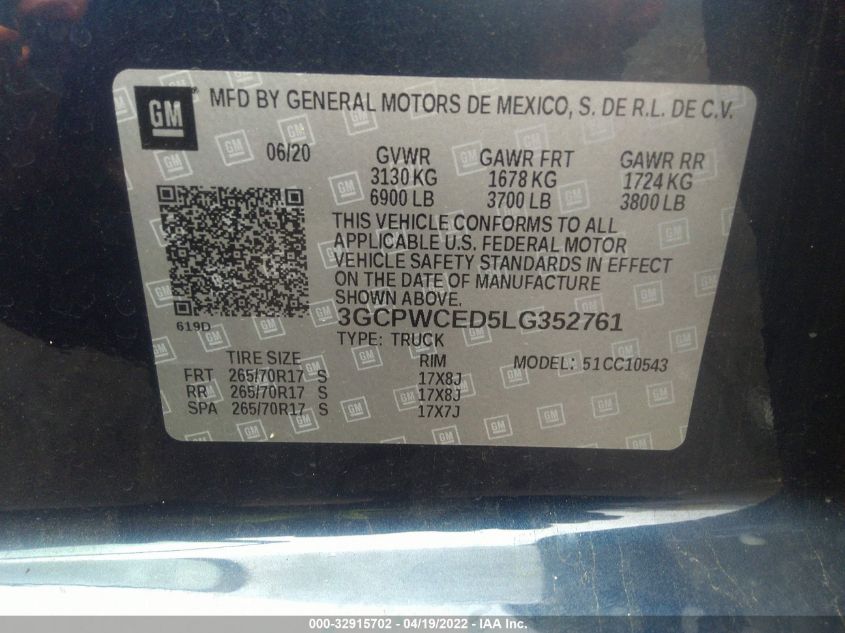 GM MFD BY GENERAL MOTORS DE MEXICO, S. DE R.L. DE C.V.
06/20 GVWR GAWR FRT GAWR RR
3130 KG 1678 KG 1724 KG
6900 LB 3700 LB 3800 LB
THIS VEHICLE CONFORMS TO ALL
APPLICABLE U.S. FEDERAL MOTOR
VEHICLE SAFETY STANDARDS IN EFFECT
ON THE DATE OF MANUFACTURE
SHOWN ABOVE.
619D 3GCPWCED5LG352761
TYPE: TRUCK
TIRE SIZE RIM MODEL: 51CC10543
FRT 265/70R17 S 17X8J
RR 265/70R17 S 17X8J
SPA 265/70R17 S 17X7J
000-32915702 - 04/19/2022 - IAA Inc.